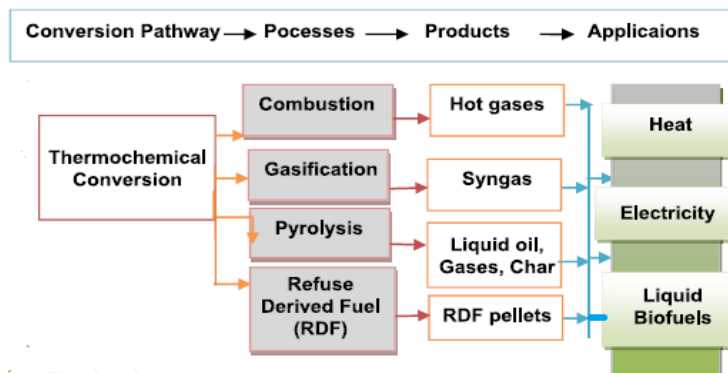 Conversion Pathway Pocesses Products Applicaions
Combustion
Hot gases
Heat
Thermochemical
Conversion
Gasification
Syngas
Electricity
Pyrolysis
Liquid oil,
Gases, Char
Refuse
Derived Fuel
(RDF)
RDF pellets
Liquid
Biofuels